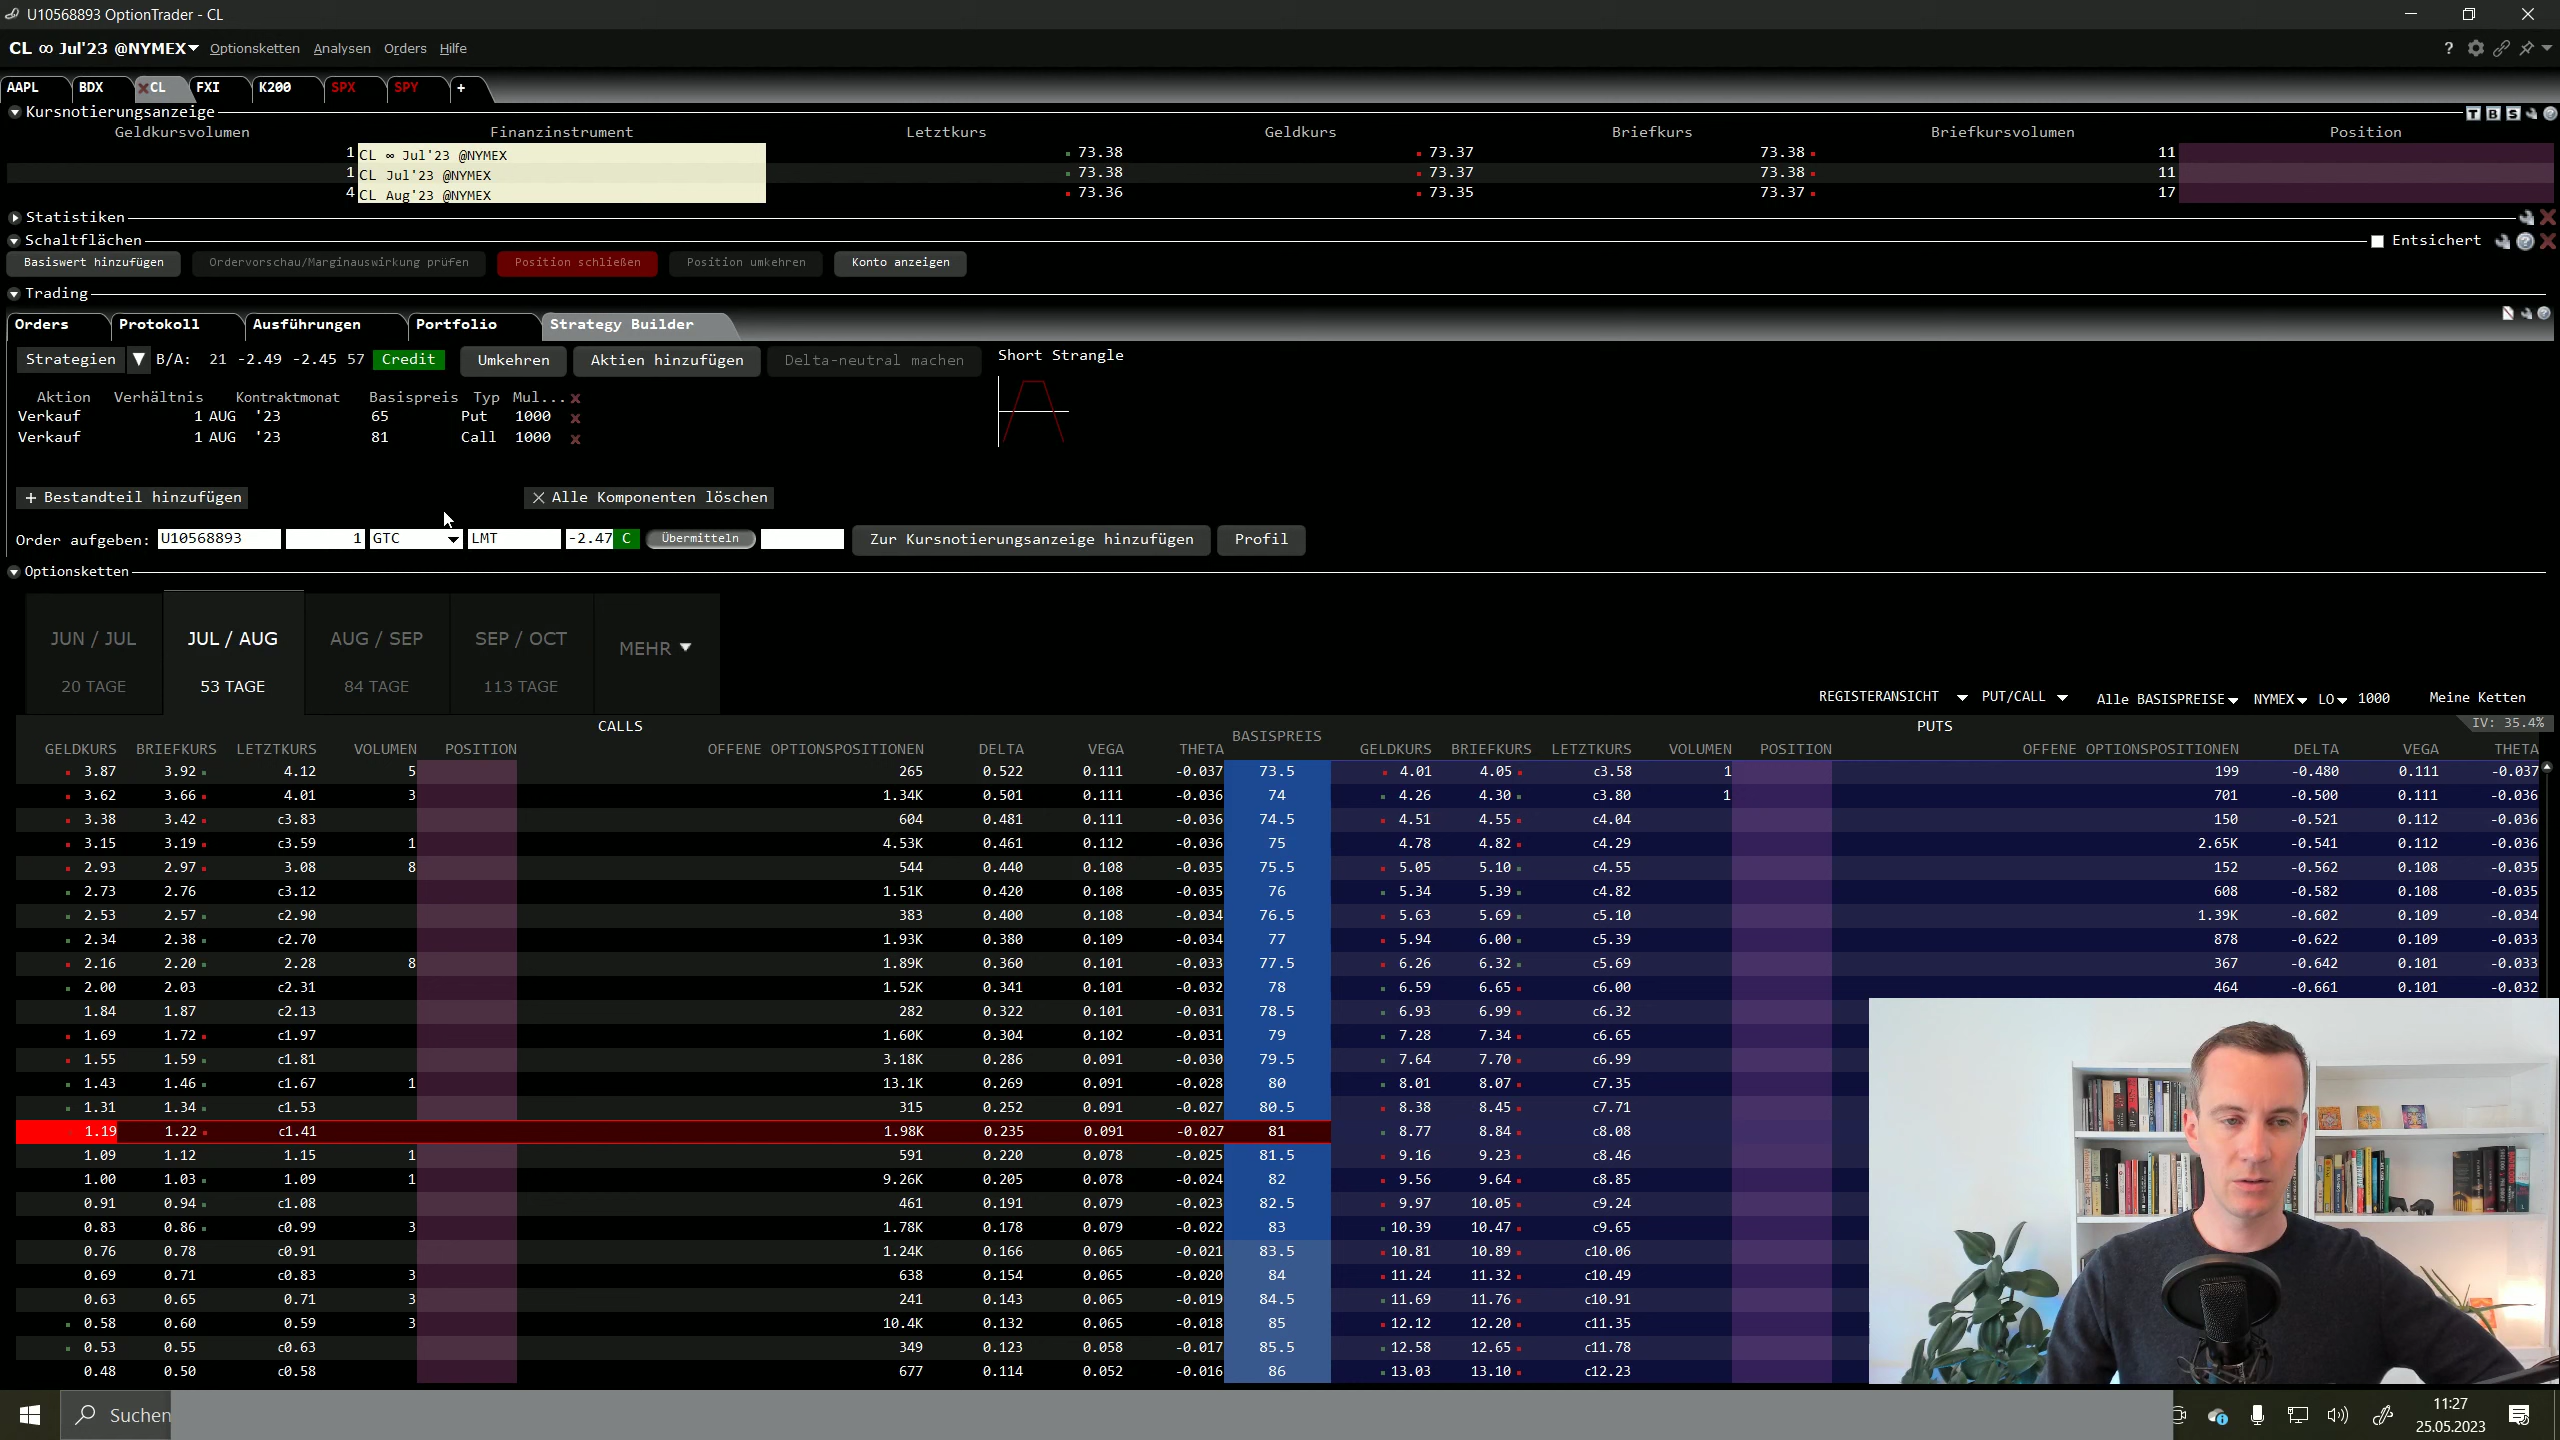 U10568893 OptionTrader - CL
CL ∞ Jul'23 @NYMEX Optionsketten Analysen Orders Hilfe
AAPL BDX CL FXI K200 SPX SPY +
Kursnotierungsanzeige
Geldkursvolumen Finanzinstrument Letztkurs Geldkurs Briefkurs Briefkursvolumen Position
1 CL ∞ Jul'23 @NYMEX 73.38 73.37 73.38 11
1 CL Jul'23 @NYMEX 73.38 73.37 73.38 11
4 CL Aug'23 @NYMEX 73.36 73.35 73.37 17
Statistiken
Schaltflächen Entsichert
Basiswert hinzufügen Ordervorschau/Marginauswirkung prüfen Position schließen Position umkehren Konto anzeigen
Trading
Orders Protokoll Ausführungen Portfolio Strategy Builder
Strategien B/A: 21 -2.49 -2.45 57 Credit Umkehren Aktien hinzufügen Delta-neutral machen Short Strangle
Aktion Verhältnis Kontraktmonat Basispreis Typ Mul...
Verkauf 1 AUG '23 65 Put 1000
Verkauf 1 AUG '23 81 Call 1000
+ Bestandteil hinzufügen Alle Komponenten löschen
Order aufgeben: U10568893 1 GTC LMT -2.47 C Übermitteln Zur Kursnotierungsanzeige hinzufügen Profil
Optionsketten
JUN / JUL JUL / AUG AUG / SEP SEP / OCT MEHR
20 TAGE 53 TAGE 84 TAGE 113 TAGE
REGISTERANSICHT PUT/CALL Alle BASISPREISE NYMEX LO 1000 Meine Ketten
CALLS PUTS IV: 35.4%
GELDKURS BRIEFKURS LETZTKURS VOLUMEN POSITION OFFENE OPTIONSPOSITIONEN DELTA VEGA THETA BASISPREIS GELDKURS BRIEFKURS LETZTKURS VOLUMEN POSITION OFFENE OPTIONSPOSITIONEN DELTA VEGA THETA
3.87 3.92 4.12 5 265 0.522 0.111 -0.037 73.5 4.01 4.05 c3.58 1 199 -0.480 0.111 -0.037
3.62 3.66 4.01 3 1.34K 0.501 0.111 -0.036 74 4.26 4.30 c3.80 1 701 -0.500 0.111 -0.036
3.38 3.42 c3.83 604 0.481 0.111 -0.036 74.5 4.51 4.55 c4.04 150 -0.521 0.112 -0.036
3.15 3.19 c3.59 1 4.53K 0.461 0.112 -0.036 75 4.78 4.82 c4.29 2.65K -0.541 0.112 -0.036
2.93 2.97 3.08 8 544 0.440 0.108 -0.035 75.5 5.05 5.10 c4.55 152 -0.562 0.108 -0.035
2.73 2.76 c3.12 1.51K 0.420 0.108 -0.035 76 5.34 5.39 c4.82 608 -0.582 0.108 -0.035
2.53 2.57 c2.90 383 0.400 0.108 -0.034 76.5 5.63 5.69 c5.10 1.39K -0.602 0.109 -0.034
2.34 2.38 c2.70 1.93K 0.380 0.109 -0.034 77 5.94 6.00 c5.39 878 -0.622 0.109 -0.033
2.16 2.20 2.28 8 1.89K 0.360 0.101 -0.033 77.5 6.26 6.32 c5.69 367 -0.642 0.101 -0.033
2.00 2.03 c2.31 1.52K 0.341 0.101 -0.032 78 6.59 6.65 c6.00 464 -0.661 0.101 -0.032
1.84 1.87 c2.13 282 0.322 0.101 -0.031 78.5 6.93 6.99 c6.32
1.69 1.72 c1.97 1.60K 0.304 0.102 -0.031 79 7.28 7.34 c6.65
1.55 1.59 c1.81 3.18K 0.286 0.091 -0.030 79.5 7.64 7.70 c6.99
1.43 1.46 c1.67 1 13.1K 0.269 0.091 -0.028 80 8.01 8.07 c7.35
1.31 1.34 c1.53 315 0.252 0.091 -0.027 80.5 8.38 8.45 c7.71
1.19 1.22 c1.41 1.98K 0.235 0.091 -0.027 81 8.77 8.84 c8.08
1.09 1.12 1.15 1 591 0.220 0.078 -0.025 81.5 9.16 9.23 c8.46
1.00 1.03 1.09 1 9.26K 0.205 0.078 -0.024 82 9.56 9.64 c8.85
0.91 0.94 c1.08 461 0.191 0.079 -0.023 82.5 9.97 10.05 c9.24
0.83 0.86 c0.99 3 1.78K 0.178 0.079 -0.022 83 10.39 10.47 c9.65
0.76 0.78 c0.91 1.24K 0.166 0.065 -0.021 83.5 10.81 10.89 c10.06
0.69 0.71 c0.83 3 638 0.154 0.065 -0.020 84 11.24 11.32 c10.49
0.63 0.65 0.71 3 241 0.143 0.065 -0.019 84.5 11.69 11.76 c10.91
0.58 0.60 0.59 3 10.4K 0.132 0.065 -0.018 85 12.12 12.20 c11.35
0.53 0.55 c0.63 349 0.123 0.058 -0.017 85.5 12.58 12.65 c11.78
0.48 0.50 c0.58 677 0.114 0.052 -0.016 86 13.03 13.10 c12.23
Suchen 11:27
25.05.2023